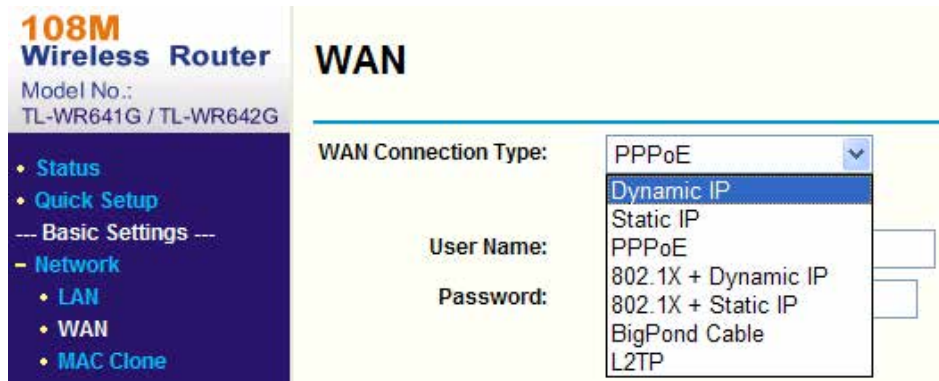 108M
Wireless Router
Model No.:
TL-WR641G / TL-WR642G
• Status
• Quick Setup
--- Basic Settings ---
– Network
• LAN
• WAN
• MAC Clone
WAN
WAN Connection Type:
PPPoE
Dynamic IP
Static IP
PPPoE
802.1X + Dynamic IP
802.1X + Static IP
BigPond Cable
L2TP
User Name:
Password: